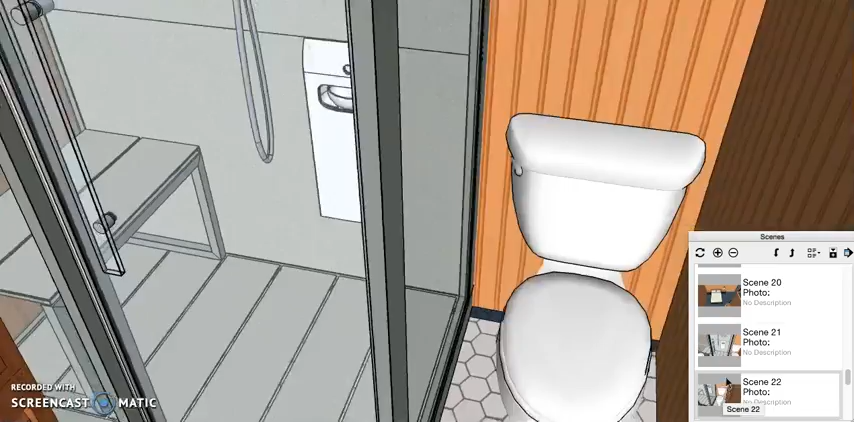 Scenes
Scene 20
Photo:
No Description
Scene 21
Photo:
No Description
Scene 22
Photo:
No Description
Scene 22
RECORDED WITH
SCREENCAST MATIC